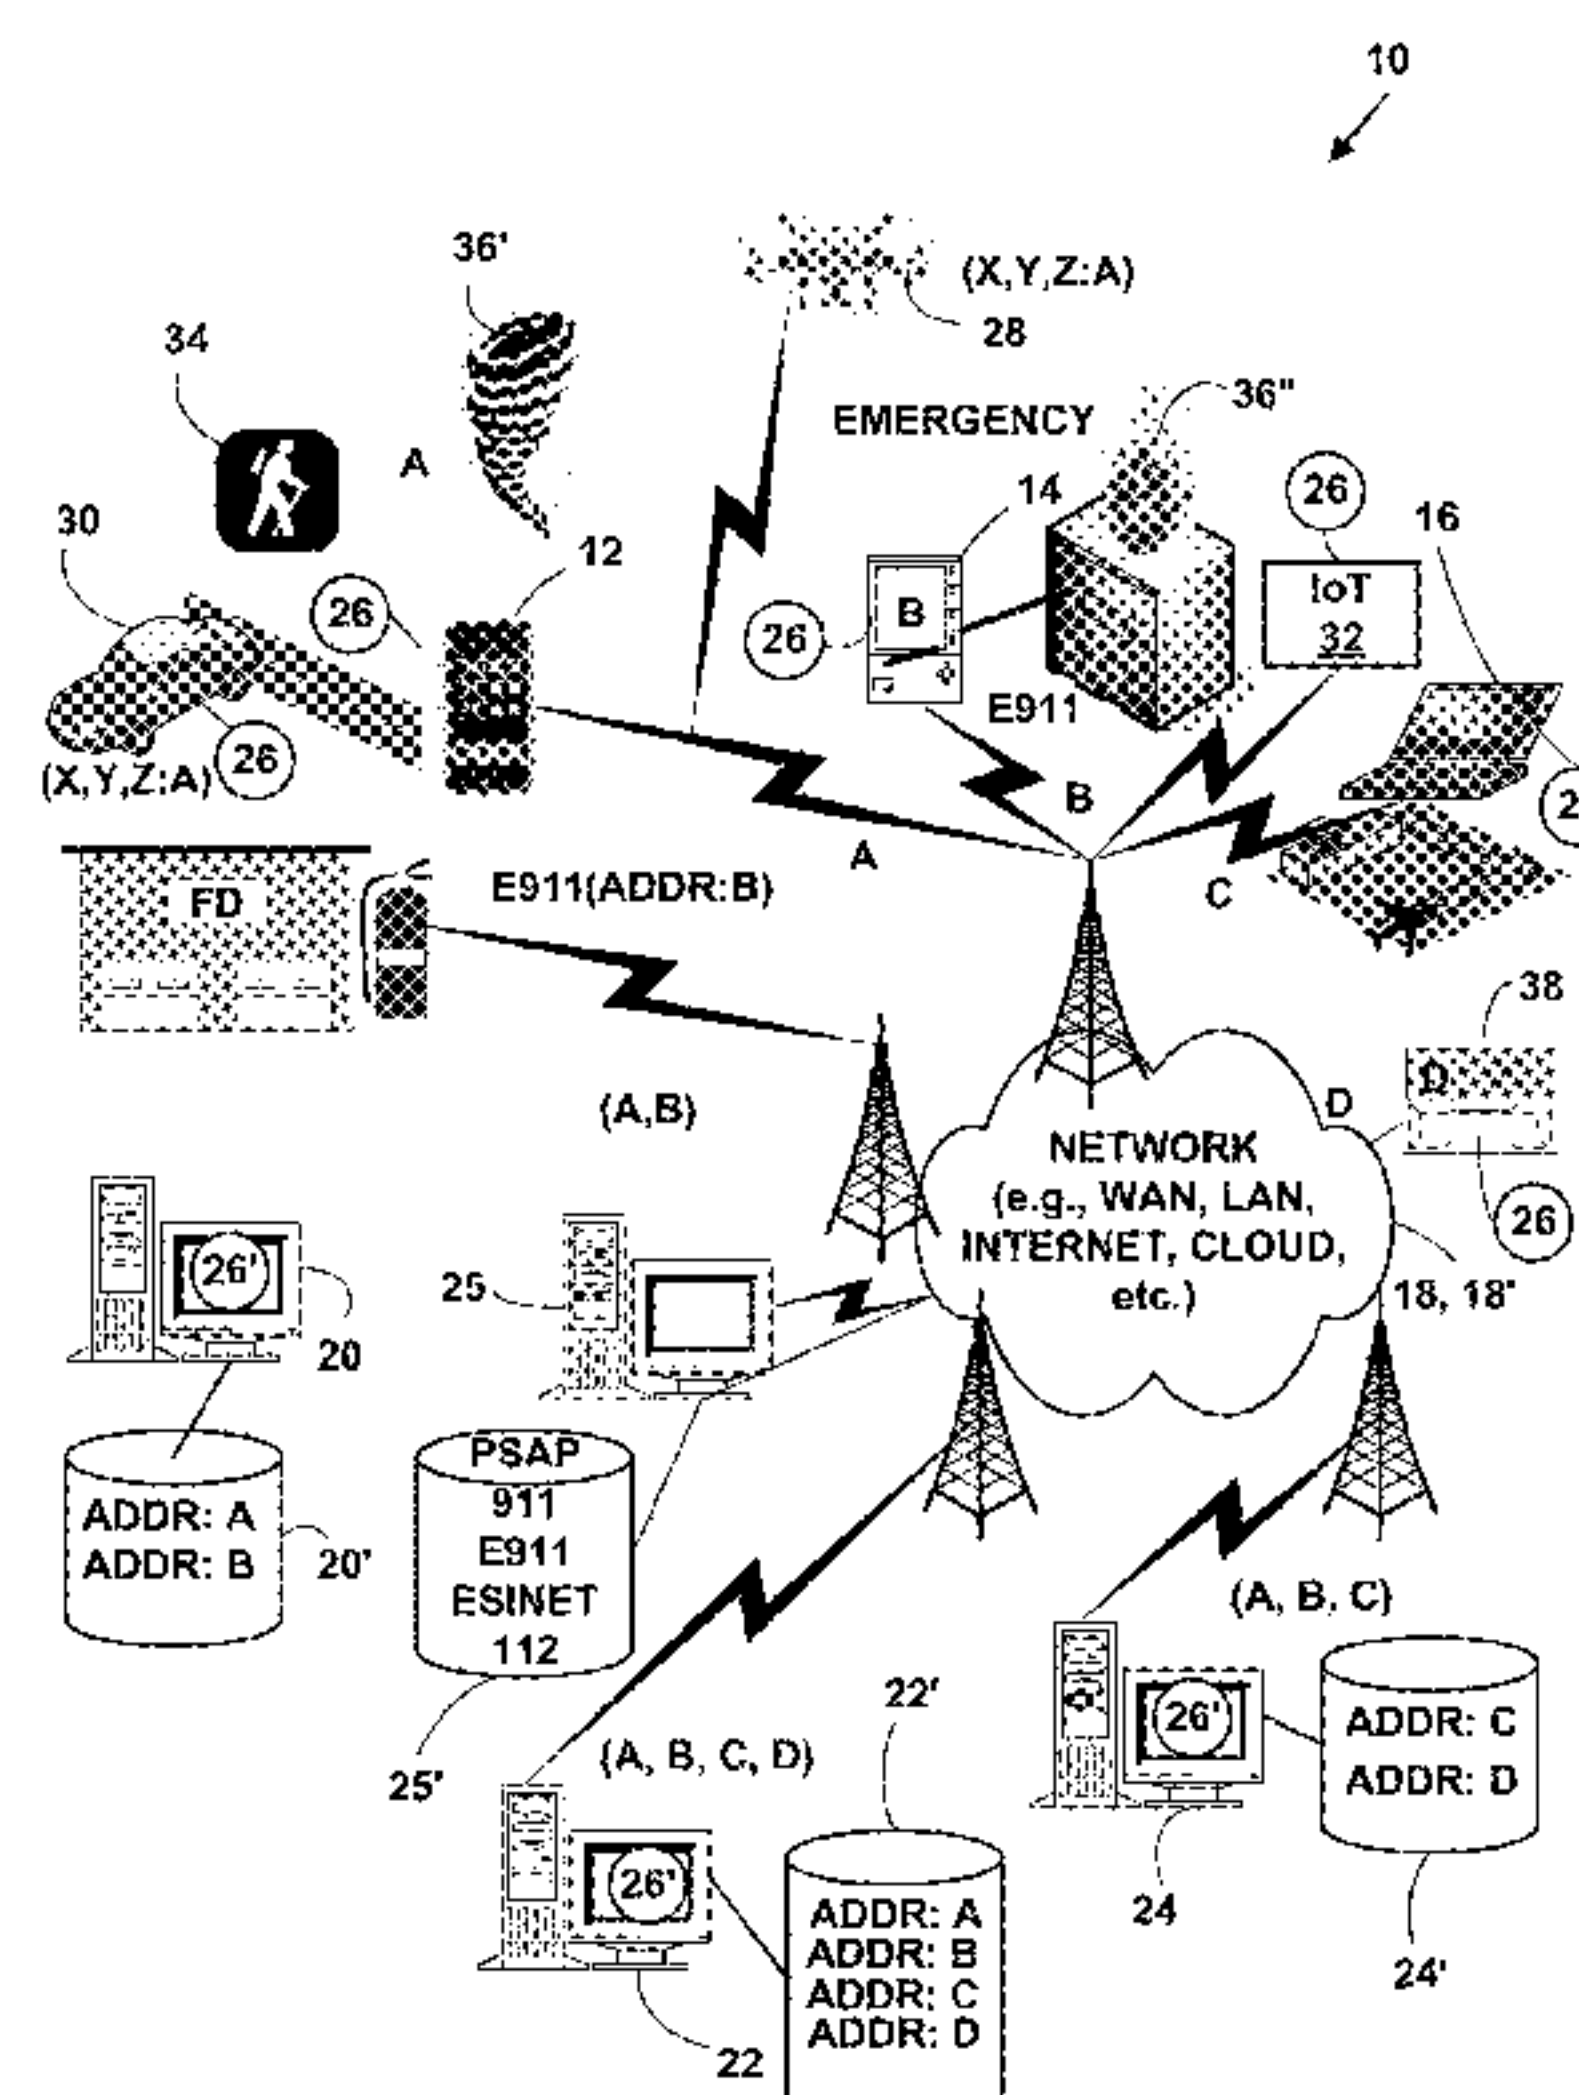 10
36'
(X,Y,Z:A)
28
34
36"
EMERGENCY
A
26
14
16
30
12
IoT
32
26
B
26
E911
26
(X,Y,Z:A)
B
A
FD
E911(ADDR:B)
C
38
D
D
(A,B)
NETWORK
(e.g., WAN, LAN,
INTERNET, CLOUD,
etc.)
26
26'
25
18, 18'
20
PSAP
911
E911
ESINET
112
ADDR: A
ADDR: B
20'
(A, B, C)
22'
26'
ADDR: C
ADDR: D
(A, B, C, D)
25'
26'
24
ADDR: A
ADDR: B
ADDR: C
ADDR: D
24'
22